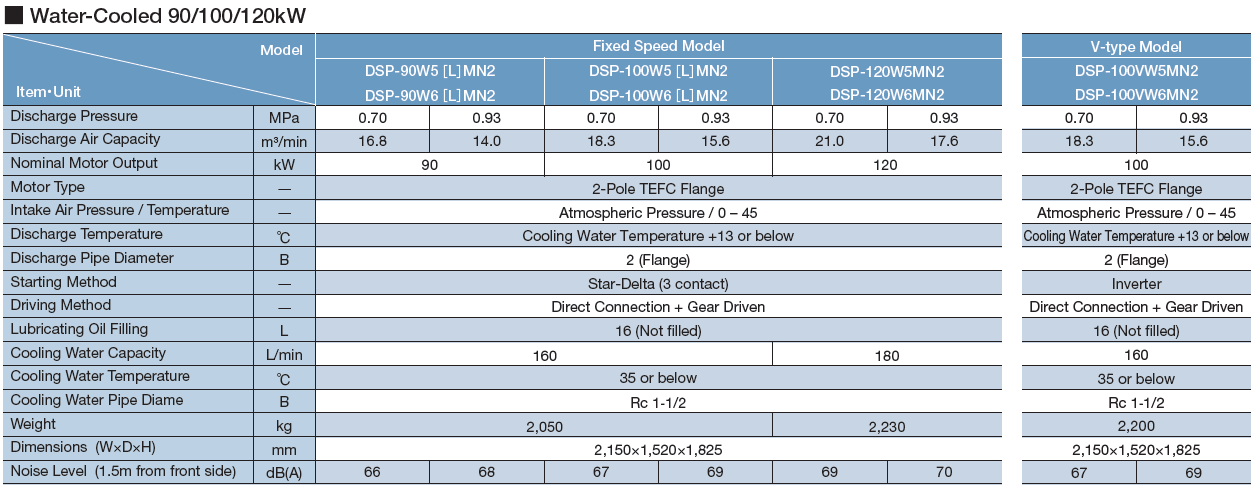 ■ Water-Cooled 90/100/120kW
Model Fixed Speed Model V-type Model
DSP-90W5 [L] MN2 DSP-100W5 [L] MN2 DSP-120W5MN2 DSP-100VW5MN2
Item・Unit DSP-90W6 [L] MN2 DSP-100W6 [L] MN2 DSP-120W6MN2 DSP-100VW6MN2
Discharge Pressure MPa 0.70 0.93 0.70 0.93 0.70 0.93 0.70 0.93
Discharge Air Capacity m³/min 16.8 14.0 18.3 15.6 21.0 17.6 18.3 15.6
Nominal Motor Output kW 90 100 120 100
Motor Type — 2-Pole TEFC Flange 2-Pole TEFC Flange
Intake Air Pressure / Temperature — Atmospheric Pressure / 0 – 45 Atmospheric Pressure / 0 – 45
Discharge Temperature ℃ Cooling Water Temperature +13 or below Cooling Water Temperature +13 or below
Discharge Pipe Diameter B 2 (Flange) 2 (Flange)
Starting Method — Star-Delta (3 contact) Inverter
Driving Method — Direct Connection + Gear Driven Direct Connection + Gear Driven
Lubricating Oil Filling L 16 (Not filled) 16 (Not filled)
Cooling Water Capacity L/min 160 180 160
Cooling Water Temperature ℃ 35 or below 35 or below
Cooling Water Pipe Diame B Rc 1-1/2 Rc 1-1/2
Weight kg 2,050 2,230 2,200
Dimensions (W×D×H) mm 2,150×1,520×1,825 2,150×1,520×1,825
Noise Level (1.5m from front side) dB(A) 66 68 67 69 69 70 67 69